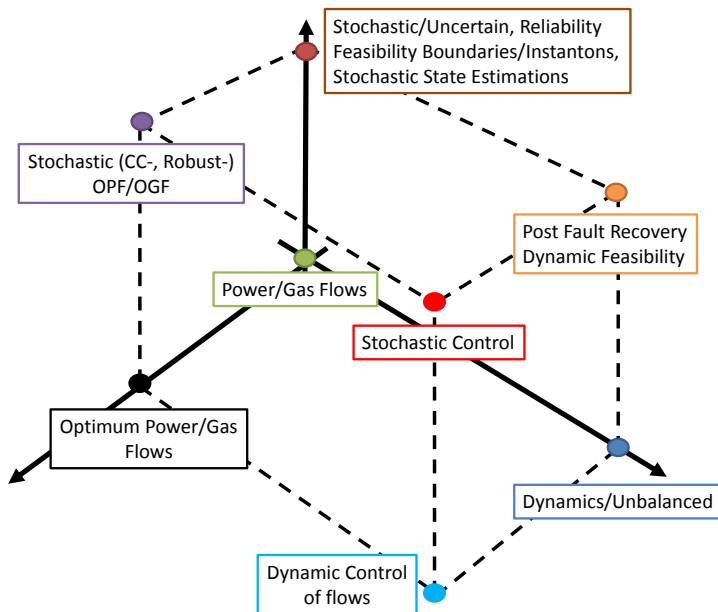 Stochastic/Uncertain, Reliability
Feasibility Boundaries/Instantons,
Stochastic State Estimations
Stochastic (CC-, Robust-)
OPF/OGF
Post Fault Recovery
Dynamic Feasibility
Power/Gas Flows
Stochastic Control
Optimum Power/Gas
Flows
Dynamics/Unbalanced
Dynamic Control
of flows